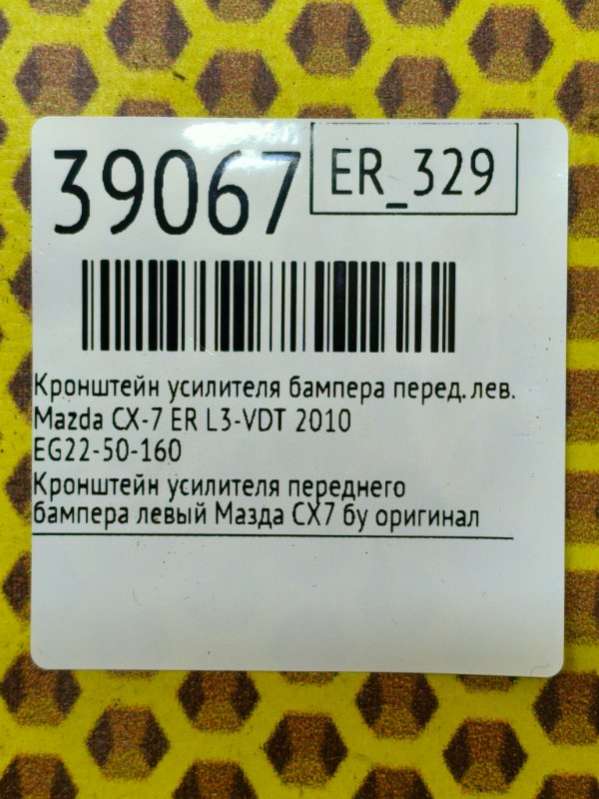 39067
ER_329
Кронштейн усилителя бампера перед. лев.
Mazda CX-7 ER L3-VDT 2010
EG22-50-160
Кронштейн усилителя переднего
бампера левый Мазда СХ7 бу оригинал